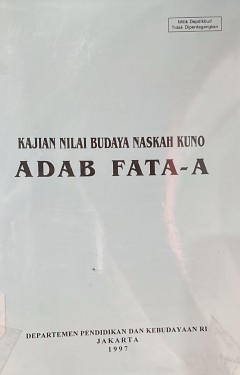 Milik Depdikbud
Tidak Diperdagangkan
KAJIAN NILAI BUDAYA NASKAH KUNO
ADAB FATA-A
DEPARTEMEN PENDIDIKAN DAN KEBUDAYAAN RI
JAKARTA
1997